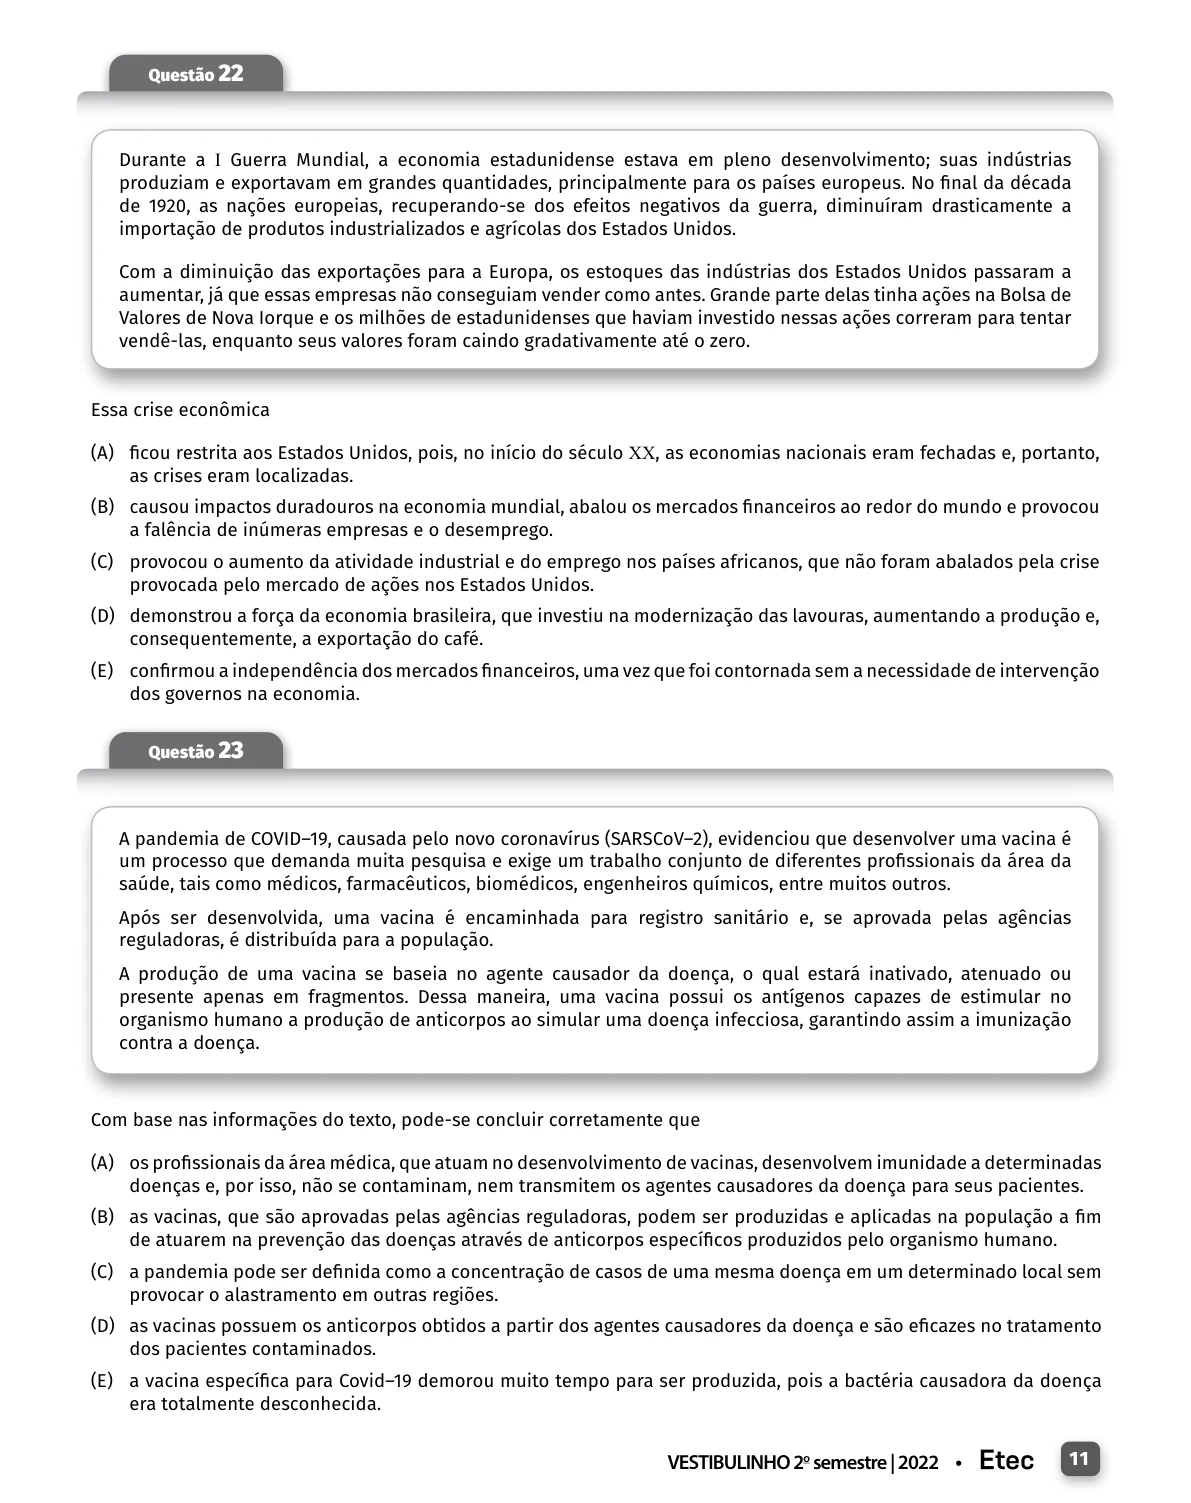 Questão 22
Durante a I Guerra Mundial, a economia estadunidense estava em pleno desenvolvimento; suas indústrias
produziam e exportavam em grandes quantidades, principalmente para os países europeus. No final da década
de 1920, as nações europeias, recuperando-se dos efeitos negativos da guerra, diminuíram drasticamente a
importação de produtos industrializados e agrícolas dos Estados Unidos.
Com a diminuição das exportações para a Europa, os estoques das indústrias dos Estados Unidos passaram a
aumentar, já que essas empresas não conseguiam vender como antes. Grande parte delas tinha ações na Bolsa de
Valores de Nova Iorque e os milhões de estadunidenses que haviam investido nessas ações correram para tentar
vendê-las, enquanto seus valores foram caindo gradativamente até o zero.
Essa crise econômica
(A) ficou restrita aos Estados Unidos, pois, no início do século XX, as economias nacionais eram fechadas e, portanto,
as crises eram localizadas.
(B) causou impactos duradouros na economia mundial, abalou os mercados financeiros ao redor do mundo e provocou
a falência de inúmeras empresas e o desemprego.
(C) provocou o aumento da atividade industrial e do emprego nos países africanos, que não foram abalados pela crise
provocada pelo mercado de ações nos Estados Unidos.
(D) demonstrou a força da economia brasileira, que investiu na modernização das lavouras, aumentando a produção e,
consequentemente, a exportação do café.
(E) confirmou a independência dos mercados financeiros, uma vez que foi contornada sem a necessidade de intervenção
dos governos na economia.
Questão 23
A pandemia de COVID–19, causada pelo novo coronavírus (SARSCoV–2), evidenciou que desenvolver uma vacina é
um processo que demanda muita pesquisa e exige um trabalho conjunto de diferentes profissionais da área da
saúde, tais como médicos, farmacêuticos, biomédicos, engenheiros químicos, entre muitos outros.
Após ser desenvolvida, uma vacina é encaminhada para registro sanitário e, se aprovada pelas agências
reguladoras, é distribuída para a população.
A produção de uma vacina se baseia no agente causador da doença, o qual estará inativado, atenuado ou
presente apenas em fragmentos. Dessa maneira, uma vacina possui os antígenos capazes de estimular no
organismo humano a produção de anticorpos ao simular uma doença infecciosa, garantindo assim a imunização
contra a doença.
Com base nas informações do texto, pode-se concluir corretamente que
(A) os profissionais da área médica, que atuam no desenvolvimento de vacinas, desenvolvem imunidade a determinadas
doenças e, por isso, não se contaminam, nem transmitem os agentes causadores da doença para seus pacientes.
(B) as vacinas, que são aprovadas pelas agências reguladoras, podem ser produzidas e aplicadas na população a fim
de atuarem na prevenção das doenças através de anticorpos específicos produzidos pelo organismo humano.
(C) a pandemia pode ser definida como a concentração de casos de uma mesma doença em um determinado local sem
provocar o alastramento em outras regiões.
(D) as vacinas possuem os anticorpos obtidos a partir dos agentes causadores da doença e são eficazes no tratamento
dos pacientes contaminados.
(E) a vacina específica para Covid–19 demorou muito tempo para ser produzida, pois a bactéria causadora da doença
era totalmente desconhecida.
VESTIBULINHO 2º semestre | 2022 • Etec 11